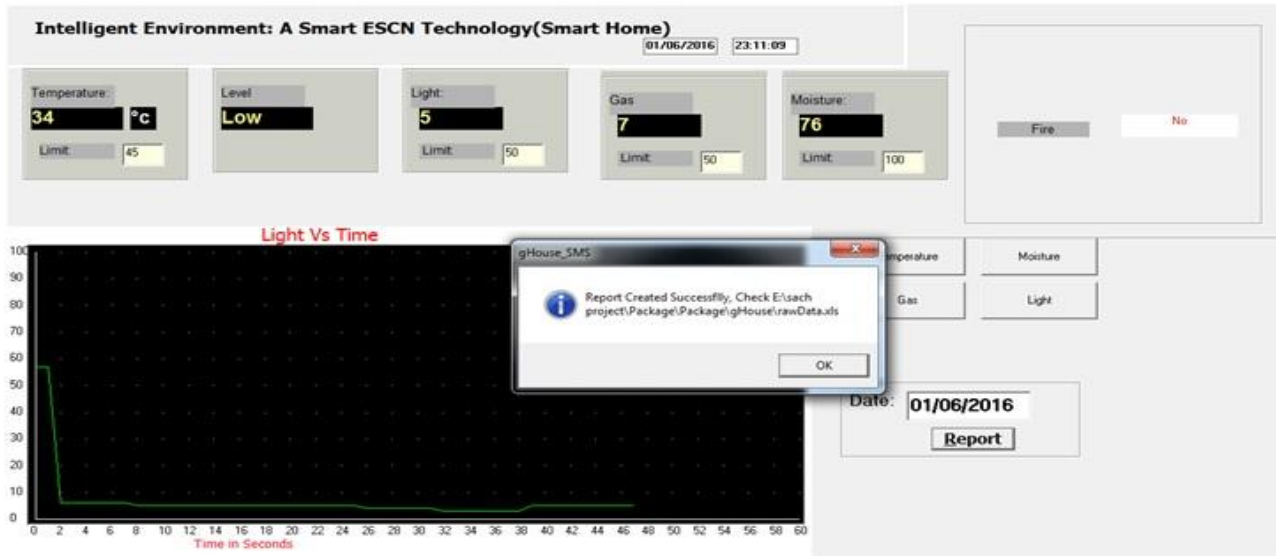 Intelligent Environment: A Smart ESCN Technology(Smart Home)
01/06/2016 23:11:09
Temperature:
34 °c
Limit 45
Level
Low
Light:
5
Limit 50
Gas
7
Limit 50
Moisture:
76
Limit 100
Fire No
Light Vs Time
100
90
80
70
60
50
40
30
20
10
0
0 2 4 6 8 10 12 14 16 18 20 22 24 26 28 30 32 34 36 38 40 42 44 46 48 50 52 54 56 58 60
Time in Seconds
gHouse_SMS
Report Created Successflly, Check E:\sach
project\Package\Package\gHouse\rawData.xls
OK
emperature Moisture
Gas Light
Date: 01/06/2016
Report